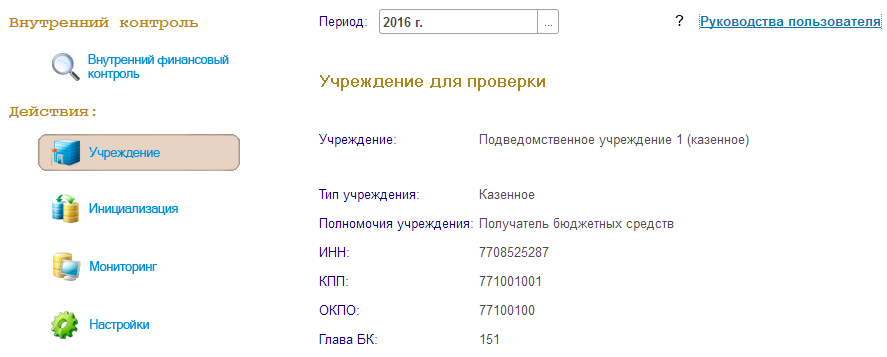 Внутренний контроль
Внутренний финансовый
контроль
Действия:
Учреждение
Инициализация
Мониторинг
Настройки
Период: 2016 г. ...
? Руководства пользователя
Учреждение для проверки
Учреждение: Подведомственное учреждение 1 (казенное)
Тип учреждения: Казенное
Полномочия учреждения: Получатель бюджетных средств
ИНН: 7708525287
КПП: 771001001
ОКПО: 77100100
Глава БК: 151